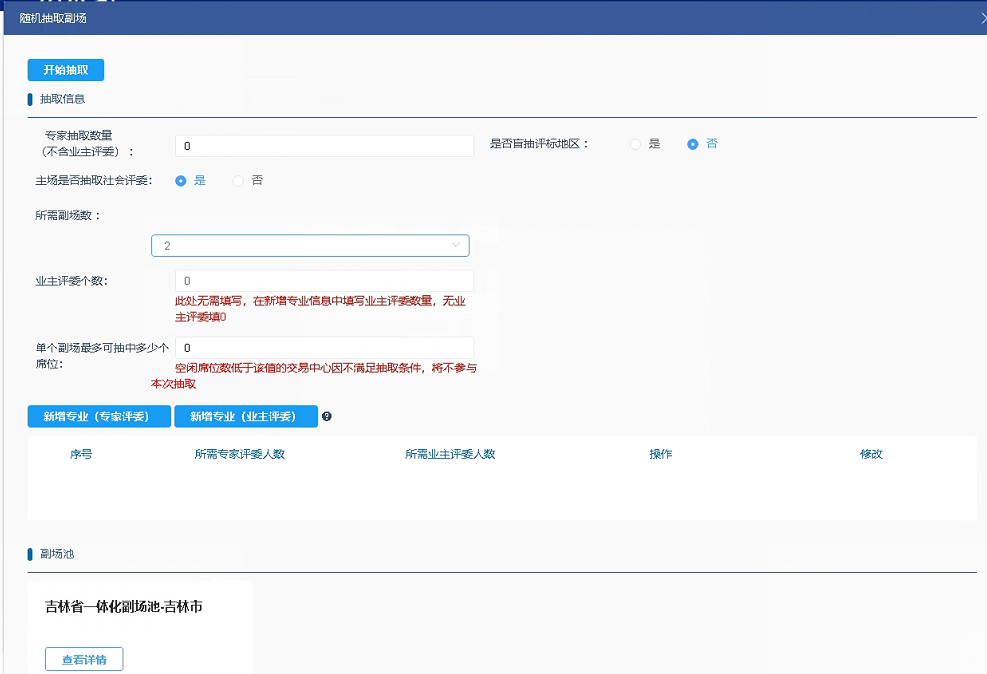 随机抽取副场
开始抽取
抽取信息
专家抽取数量
（不含业主评委）：
0
是否盲抽评标地区：
是
否
主场是否抽取社会评委：
是
否
所需副场数：
2
业主评委个数：
0
此处无需填写，在新增专业信息中填写业主评委数量，无业
主评委填0
单个副场最多可抽中多少个
席位：
0
空闲席位数低于该值的交易中心因不满足抽取条件，将不参与
本次抽取
新增专业（专家评委）
新增专业（业主评委）
序号
所需专家评委人数
所需业主评委人数
操作
修改
副场池
吉林省一体化副场池-吉林市
查看详情